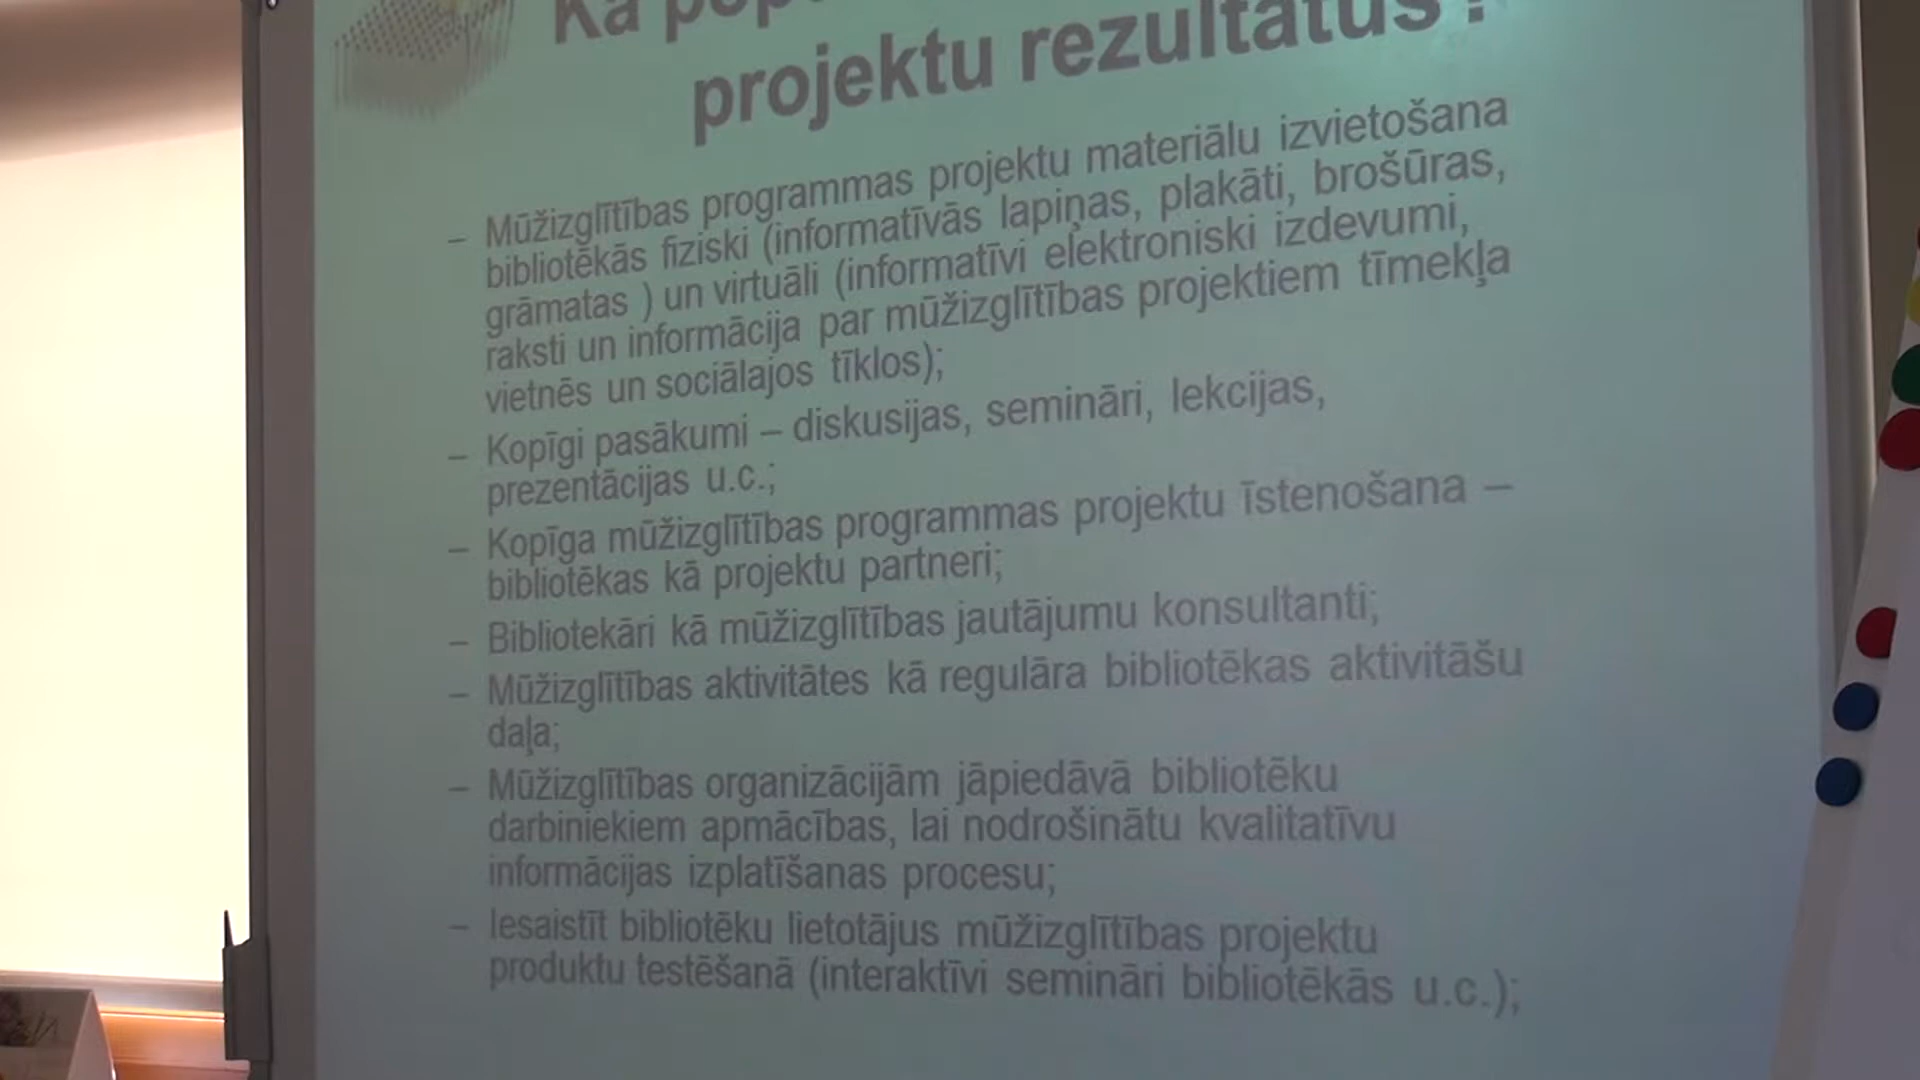 Kā
projektu rezultātus?
– Mūžizglītības programmas projektu materiālu izvietošana
bibliotēkās fiziski (informatīvās lapiņas, plakāti, brošūras,
grāmatas ) un virtuāli (informatīvi elektroniski izdevumi,
raksti un informācija par mūžizglītības projektiem tīmekļa
vietnēs un sociālajos tīklos);
– Kopīgi pasākumi – diskusijas, semināri, lekcijas,
prezentācijas u.c.;
– Kopīga mūžizglītības programmas projektu īstenošana –
bibliotēkas kā projektu partneri;
– Bibliotekāri kā mūžizglītības jautājumu konsultanti;
– Mūžizglītības aktivitātes kā regulāra bibliotēkas aktivitāšu
daļa;
– Mūžizglītības organizācijām jāpiedāvā bibliotēku
darbiniekiem apmācības, lai nodrošinātu kvalitatīvu
informācijas izplatīšanas procesu;
– Iesaistīt bibliotēku lietotājus mūžizglītības projektu
produktu testēšanā (interaktīvi semināri bibliotēkās u.c.);